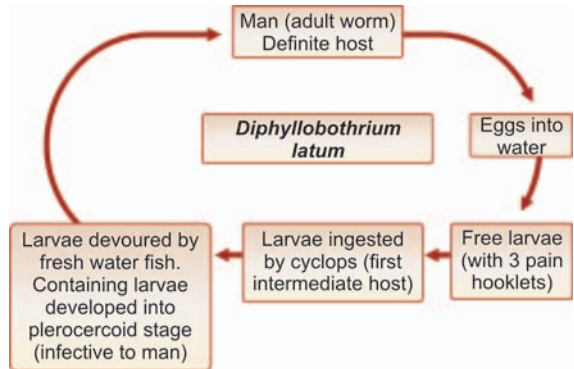 Man (adult worm)
Definite host
Diphyllobothrium
latum
Eggs into
water
Free larvae
(with 3 pain
hooklets)
Larvae ingested
by cyclops (first
intermediate host)
Larvae devoured by
fresh water fish.
Containing larvae
developed into
plerocercoid stage
(infective to man)